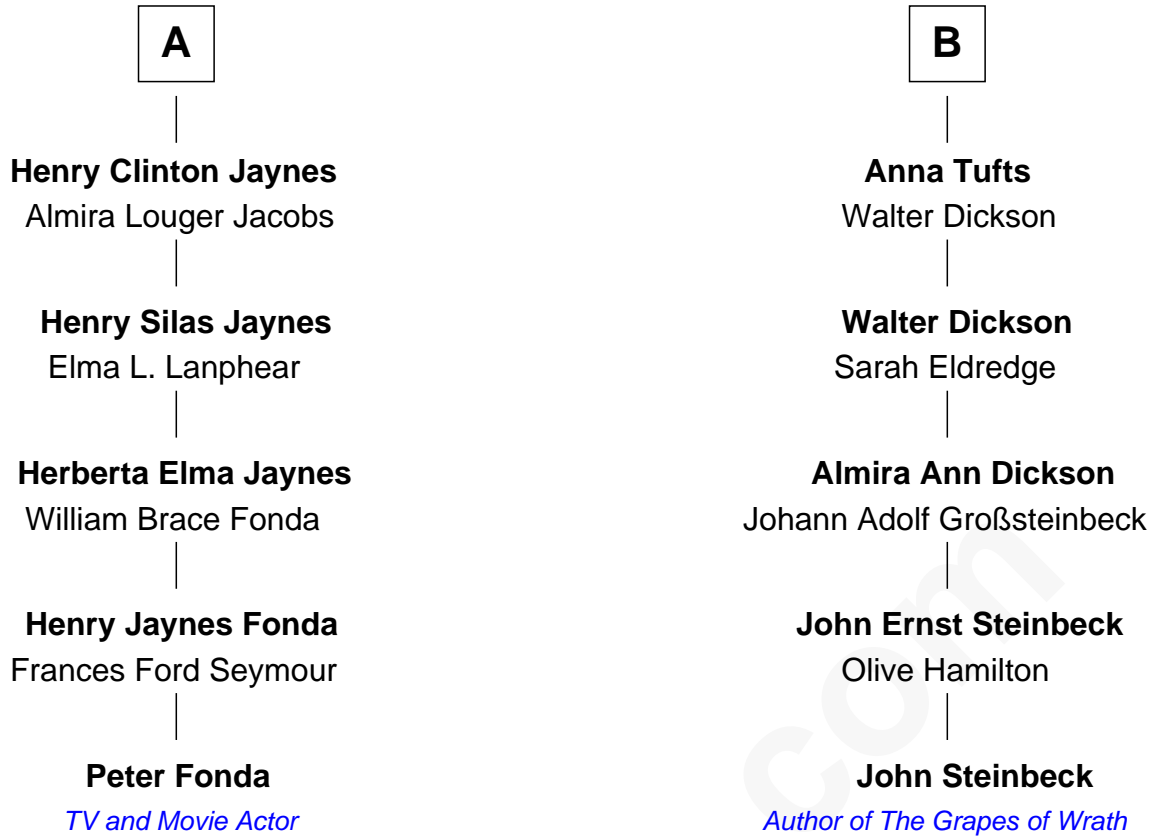 A
Henry Clinton Jaynes
Almira Louger Jacobs
Henry Silas Jaynes
Elma L. Lanphear
Herberta Elma Jaynes
William Brace Fonda
Henry Jaynes Fonda
Frances Ford Seymour
Peter Fonda
TV and Movie Actor
B
Anna Tufts
Walter Dickson
Walter Dickson
Sarah Eldredge
Almira Ann Dickson
Johann Adolf Großsteinbeck
John Ernst Steinbeck
Olive Hamilton
John Steinbeck
Author of The Grapes of Wrath
com